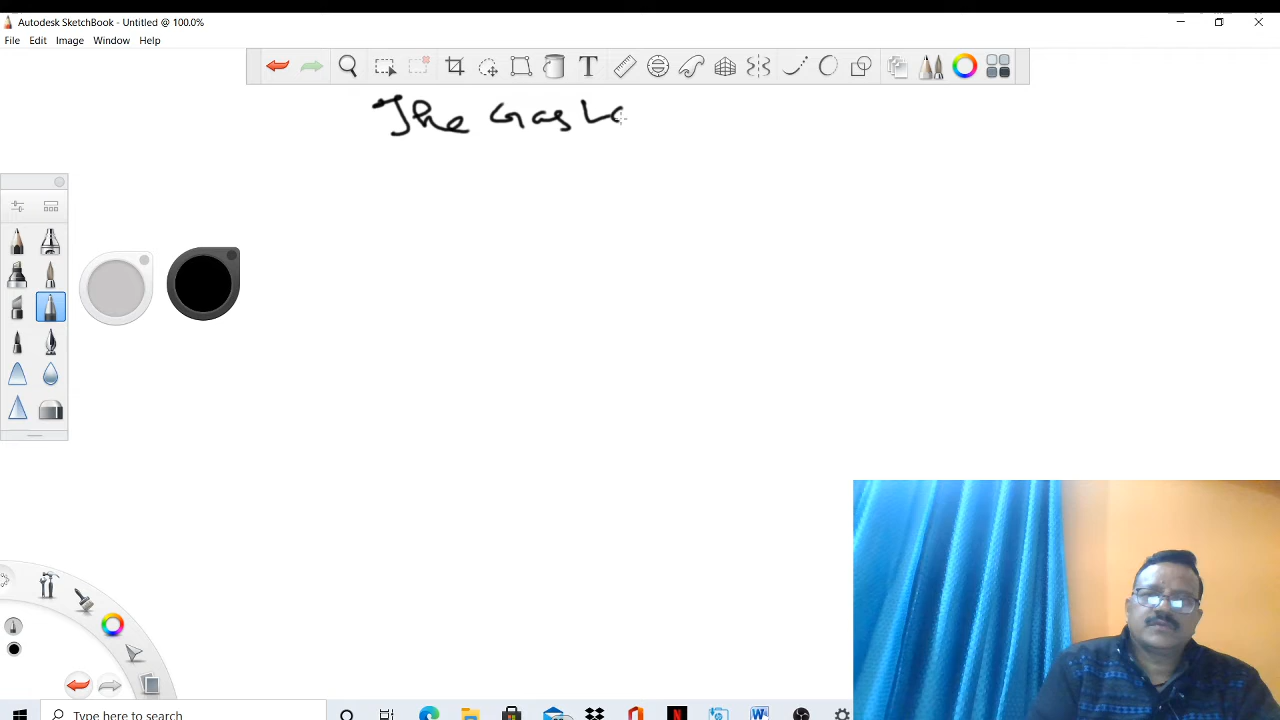 Autodesk SketchBook - Untitled @ 100.0%
File Edit Image Window Help
T
The Gas La
Type here to search